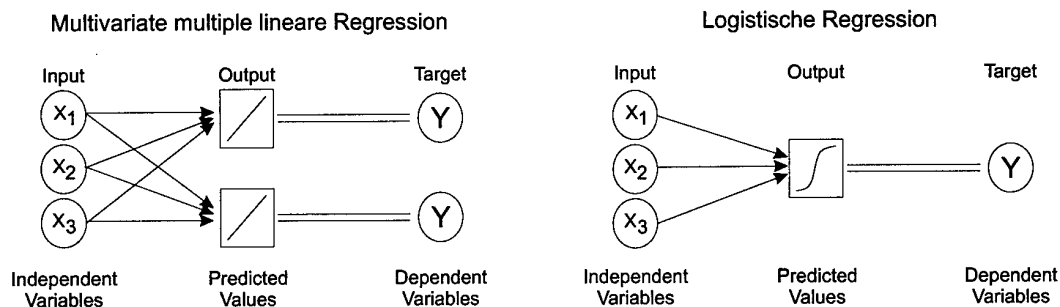 Multivariate multiple lineare Regression
Input
Output
Target
X1
X2
X3
Y
Y
Independent
Variables
Predicted
Values
Dependent
Variables
Logistische Regression
Input
Output
Target
X1
X2
X3
Y
Independent
Variables
Predicted
Values
Dependent
Variables